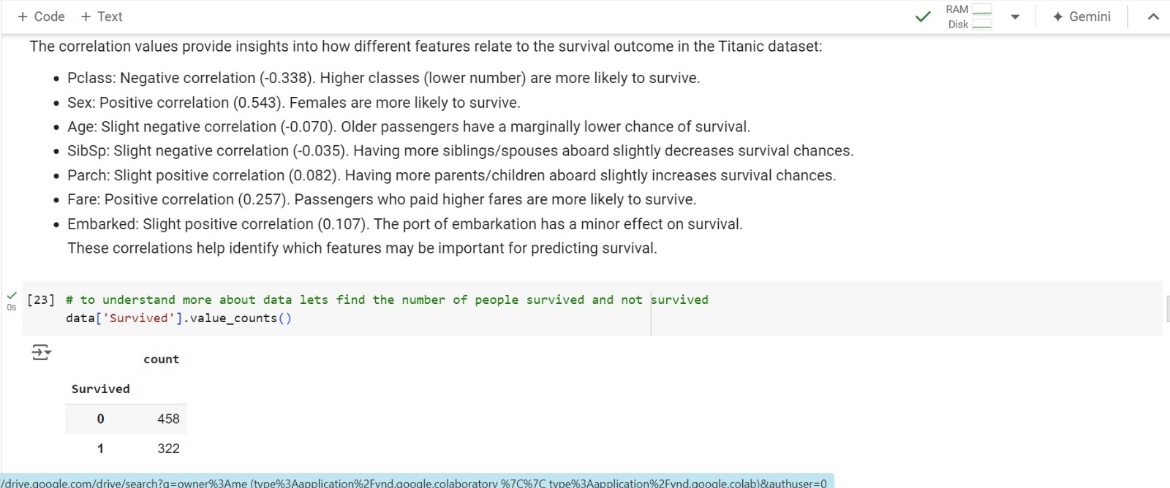 + Code + Text
RAM
Disk
Gemini
The correlation values provide insights into how different features relate to the survival outcome in the Titanic dataset:
• Pclass: Negative correlation (-0.338). Higher classes (lower number) are more likely to survive.
• Sex: Positive correlation (0.543). Females are more likely to survive.
• Age: Slight negative correlation (-0.070). Older passengers have a marginally lower chance of survival.
• SibSp: Slight negative correlation (-0.035). Having more siblings/spouses aboard slightly decreases survival chances.
• Parch: Slight positive correlation (0.082). Having more parents/children aboard slightly increases survival chances.
• Fare: Positive correlation (0.257). Passengers who paid higher fares are more likely to survive.
• Embarked: Slight positive correlation (0.107). The port of embarkation has a minor effect on survival.
These correlations help identify which features may be important for predicting survival.
[23] # to understand more about data lets find the number of people survived and not survived
0s
data['Survived'].value_counts()
count
Survived
0 458
1 322
/drive.google.com/drive/search?q=owner%3Ame (type%3Aapplication%2Fvnd.google.colaboratory %7C%7C type%3Aapplication%2Fvnd.google.colab)&authuser=0